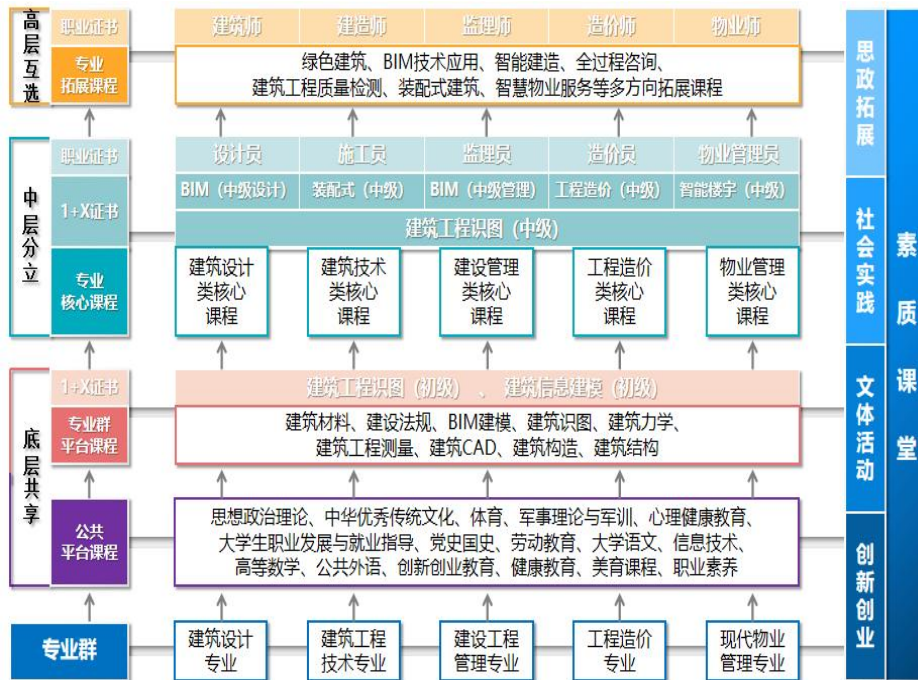 高层互选
职业证书
建筑师
建造师
监理师
造价师
物业师
专业
拓展课程
绿色建筑、BIM技术应用、智能建造、全过程咨询、
建筑工程质量检测、装配式建筑、智慧物业服务等多方向拓展课程
中层分立
职业证书
设计员
施工员
监理员
造价员
物业管理员
1+X证书
BIM（中级设计）
装配式（中级）
BIM（中级管理）
工程造价（中级）
智能楼宇（中级）
建筑工程识图（中级）
专业
核心课程
建筑设计
类核心
课程
建筑技术
类核心
课程
建设管理
类核心
课程
工程造价
类核心
课程
物业管理
类核心
课程
底层共享
1+X证书
建筑工程识图（初级）、建筑信息建模（初级）
专业群
平台课程
建筑材料、建设法规、BIM建模、建筑识图、建筑力学、
建筑工程测量、建筑CAD、建筑构造、建筑结构
公共
平台课程
思想政治理论、中华优秀传统文化、体育、军事理论与军训、心理健康教育、
大学生职业发展与就业指导、党史国史、劳动教育、大学语文、信息技术、
高等数学、公共外语、创新创业教育、健康教育、美育课程、职业素养
专业群
建筑设计
专业
建筑工程
技术专业
建设工程
管理专业
工程造价
专业
现代物业
管理专业
思政拓展
社会实践
文体活动
创新创业
素质课堂